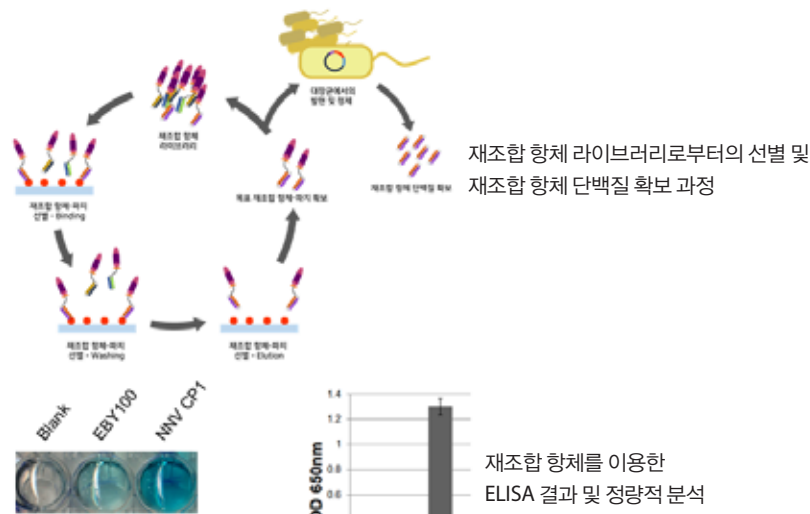 대장균에서의
발현 및 정제
재조합 항체
라이브러리
재조합 항체 라이브러리로부터의 선별 및
재조합 항체 단백질 확보 과정
재조합 항체 단백질 확보
목표 재조합 항체-파지 확보
재조합 항체-파지
선별 - Binding
재조합 항체-파지
선별 - Washing
재조합 항체-파지
선별 - Elution
Blank
EBY100
NNV CP1
1.4
1.2
1
0.8
0.6
OD 650nm
재조합 항체를 이용한
ELISA 결과 및 정량적 분석